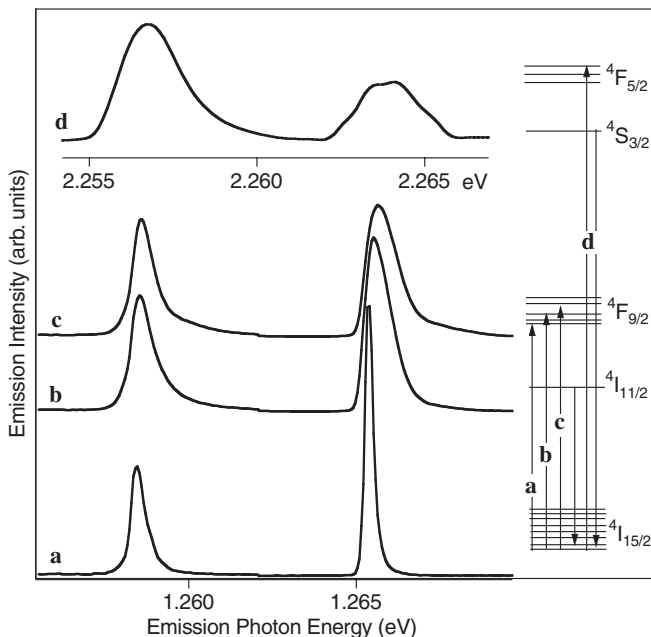 ⁴F₅/₂
⁴S₃/₂
d
2.255 2.260 2.265 eV
d
Emission Intensity (arb. units)
c
⁴F₉/₂
b
⁴I₁₁/₂
c
b
a
⁴I₁₅/₂
a
1.260 1.265
Emission Photon Energy (eV)